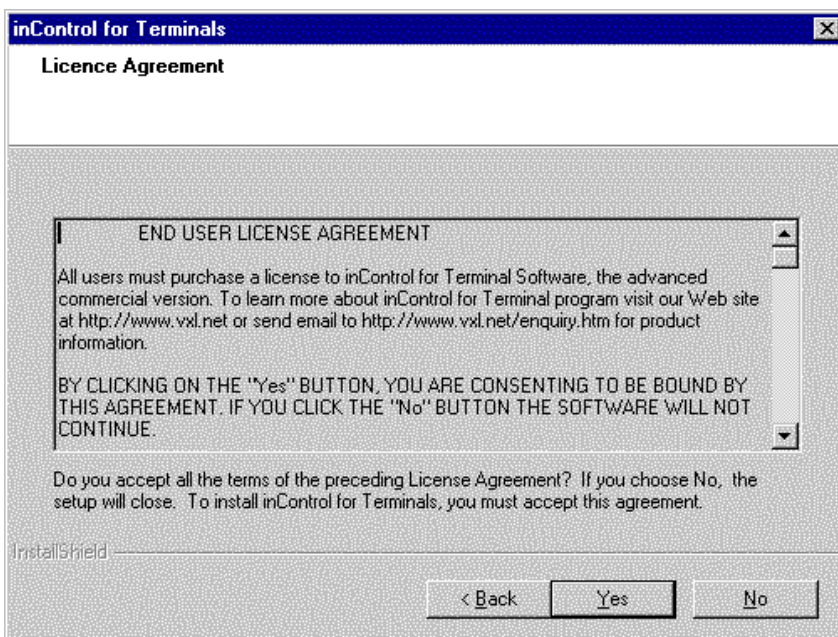 inControl for Terminals
Licence Agreement
END USER LICENSE AGREEMENT
All users must purchase a license to inControl for Terminal Software, the advanced
commercial version. To learn more about inControl for Terminal program visit our Web site
at http://www.vxl.net or send email to http://www.vxl.net/enquiry.htm for product
information.
BY CLICKING ON THE "Yes" BUTTON, YOU ARE CONSENTING TO BE BOUND BY
THIS AGREEMENT. IF YOU CLICK THE "No" BUTTON THE SOFTWARE WILL NOT
CONTINUE.
Do you accept all the terms of the preceding License Agreement? If you choose No, the
setup will close. To install inControl for Terminals, you must accept this agreement.
InstallShield
< Back Yes No